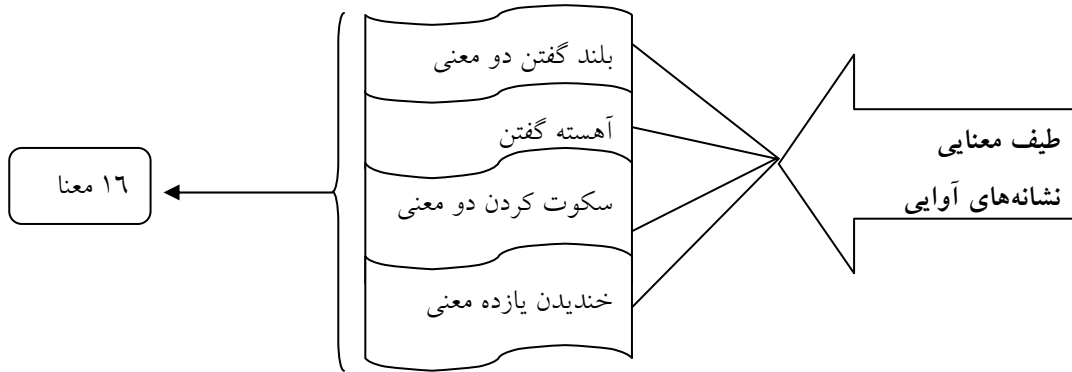 طیف معنایی
نشانه‌های آوایی
بلند گفتن دو معنی
آهسته گفتن
سکوت کردن دو معنی
خندیدن یازده معنی
١٦ معنا